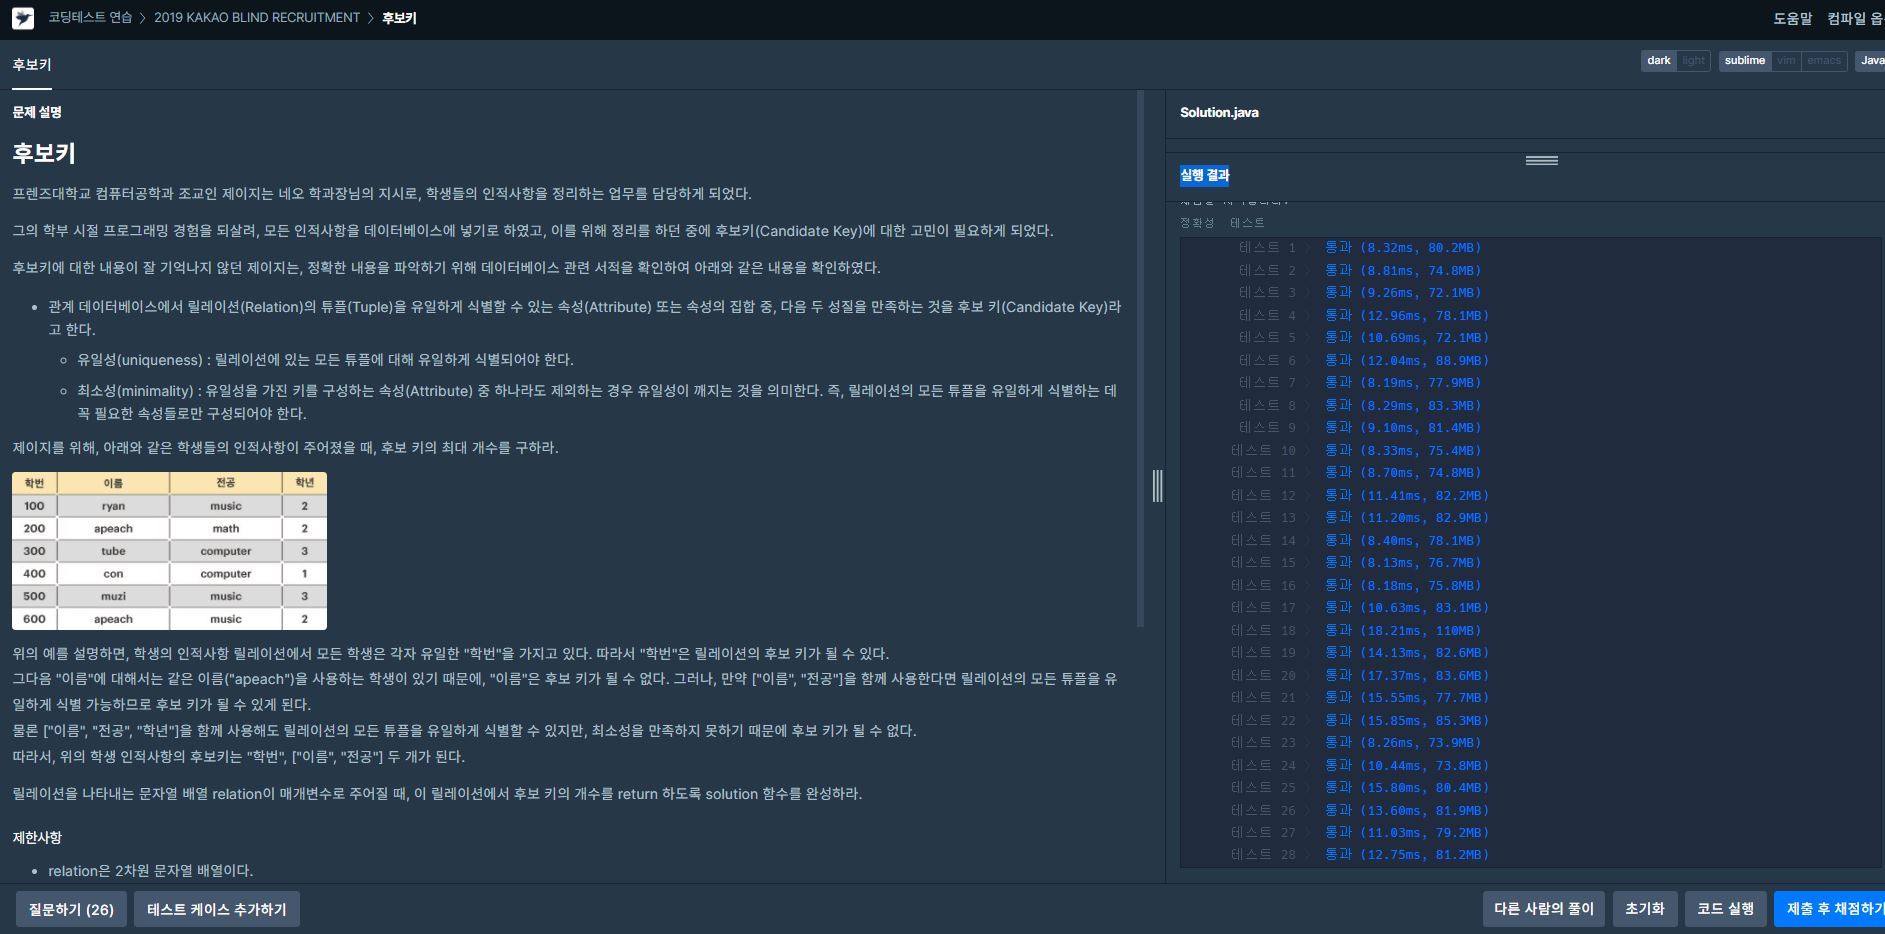 코딩테스트 연습 > 2019 KAKAO BLIND RECRUITMENT > 후보키
도움말 컴파일
후보키
dark light sublime vim emacs Java
문제 설명
후보키
프렌즈대학교 컴퓨터공학과 조교인 제이지는 네오 학과장님의 지시로, 학생들의 인적사항을 정리하는 업무를 담당하게 되었다.
그의 학부 시절 프로그래밍 경험을 되살려, 모든 인적사항을 데이터베이스에 넣기로 하였고, 이를 위해 정리를 하던 중에 후보키(Candidate Key)에 대한 고민이 필요하게 되었다.
후보키에 대한 내용이 잘 기억나지 않던 제이지는, 정확한 내용을 파악하기 위해 데이터베이스 관련 서적을 확인하여 아래와 같은 내용을 확인하였다.
• 관계 데이터베이스에서 릴레이션(Relation)의 튜플(Tuple)을 유일하게 식별할 수 있는 속성(Attribute) 또는 속성의 집합 중, 다음 두 성질을 만족하는 것을 후보 키(Candidate Key)라
고 한다.
◦ 유일성(uniqueness) : 릴레이션에 있는 모든 튜플에 대해 유일하게 식별되어야 한다.
◦ 최소성(minimality) : 유일성을 가진 키를 구성하는 속성(Attribute) 중 하나라도 제외하는 경우 유일성이 깨지는 것을 의미한다. 즉, 릴레이션의 모든 튜플을 유일하게 식별하는 데
꼭 필요한 속성들로만 구성되어야 한다.
제이지를 위해, 아래와 같은 학생들의 인적사항이 주어졌을 때, 후보 키의 최대 개수를 구하라.
학번 이름 전공 학년
100 ryan music 2
200 apeach math 2
300 tube computer 3
400 con computer 1
500 muzi music 3
600 apeach music 2
위의 예를 설명하면, 학생의 인적사항 릴레이션에서 모든 학생은 각자 유일한 "학번"을 가지고 있다. 따라서 "학번"은 릴레이션의 후보 키가 될 수 있다.
그다음 "이름"에 대해서는 같은 이름("apeach")을 사용하는 학생이 있기 때문에, "이름"은 후보 키가 될 수 없다. 그러나, 만약 ["이름", "전공"]을 함께 사용한다면 릴레이션의 모든 튜플을 유
일하게 식별 가능하므로 후보 키가 될 수 있게 된다.
물론 ["이름", "전공", "학년"]을 함께 사용해도 릴레이션의 모든 튜플을 유일하게 식별할 수 있지만, 최소성을 만족하지 못하기 때문에 후보 키가 될 수 없다.
따라서, 위의 학생 인적사항의 후보키는 "학번", ["이름", "전공"] 두 개가 된다.
릴레이션을 나타내는 문자열 배열 relation이 매개변수로 주어질 때, 이 릴레이션에서 후보 키의 개수를 return 하도록 solution 함수를 완성하라.
제한사항
• relation은 2차원 문자열 배열이다.
질문하기 (26) 테스트 케이스 추가하기
Solution.java
실행 결과
정확성 테스트
테스트 1 > 통과 (8.32ms, 80.2MB)
테스트 2 > 통과 (8.81ms, 74.8MB)
테스트 3 > 통과 (9.26ms, 72.1MB)
테스트 4 > 통과 (12.96ms, 78.1MB)
테스트 5 > 통과 (10.69ms, 72.1MB)
테스트 6 > 통과 (12.04ms, 88.9MB)
테스트 7 > 통과 (8.19ms, 77.9MB)
테스트 8 > 통과 (8.29ms, 83.3MB)
테스트 9 > 통과 (9.10ms, 81.4MB)
테스트 10 > 통과 (8.33ms, 75.4MB)
테스트 11 > 통과 (8.70ms, 74.8MB)
테스트 12 > 통과 (11.41ms, 82.2MB)
테스트 13 > 통과 (11.20ms, 82.9MB)
테스트 14 > 통과 (8.40ms, 78.1MB)
테스트 15 > 통과 (8.13ms, 76.7MB)
테스트 16 > 통과 (8.18ms, 75.8MB)
테스트 17 > 통과 (10.63ms, 83.1MB)
테스트 18 > 통과 (18.21ms, 110MB)
테스트 19 > 통과 (14.13ms, 82.6MB)
테스트 20 > 통과 (17.37ms, 83.6MB)
테스트 21 > 통과 (15.55ms, 77.7MB)
테스트 22 > 통과 (15.85ms, 85.3MB)
테스트 23 > 통과 (8.26ms, 73.9MB)
테스트 24 > 통과 (10.44ms, 73.8MB)
테스트 25 > 통과 (15.80ms, 80.4MB)
테스트 26 > 통과 (13.60ms, 81.9MB)
테스트 27 > 통과 (11.03ms, 79.2MB)
테스트 28 > 통과 (12.75ms, 81.2MB)
다른 사람의 풀이 초기화 코드 실행 제출 후 채점하기